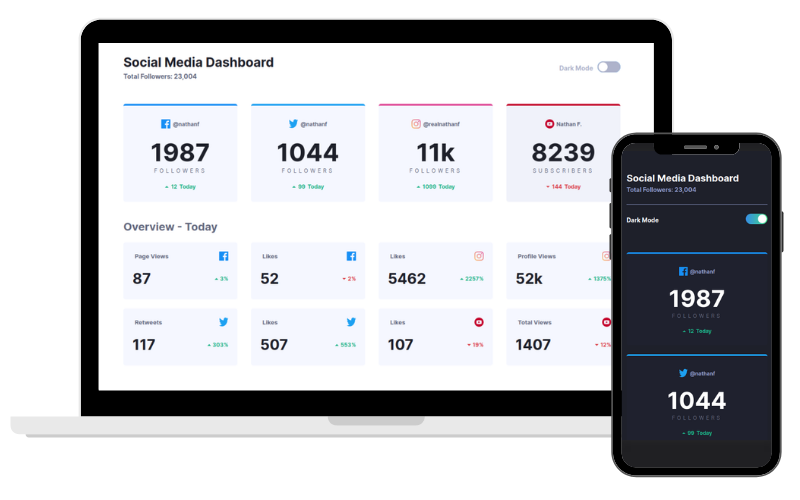 Social Media Dashboard
Total Followers: 23,004
Dark Mode
@nathanf
1987
FOLLOWERS
12 Today
@nathanf
1044
FOLLOWERS
99 Today
@realnathanf
11k
FOLLOWERS
1099 Today
Nathan F.
8239
SUBSCRIBERS
144 Today
Overview - Today
Page Views
87
3%
Likes
52
2%
Likes
5462
2257%
Profile Views
52k
1375%
Retweets
117
303%
Likes
507
553%
Likes
107
19%
Total Views
1407
12%
Social Media Dashboard
Total Followers: 23,004
Dark Mode
@nathanf
1987
FOLLOWERS
12 Today
@nathanf
1044
FOLLOWERS
99 Today